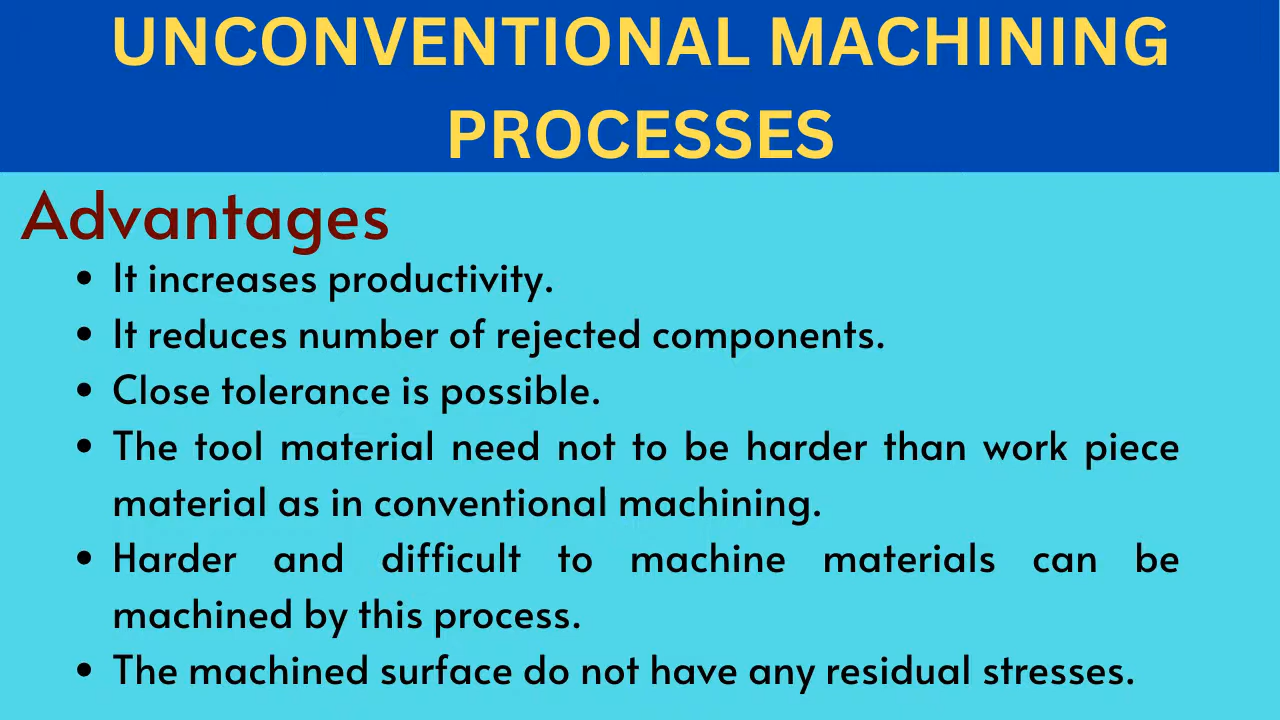 UNCONVENTIONAL MACHINING
PROCESSES
Advantages
• It increases productivity.
• It reduces number of rejected components.
• Close tolerance is possible.
• The tool material need not to be harder than work piece
material as in conventional machining.
• Harder and difficult to machine materials can be
machined by this process.
• The machined surface do not have any residual stresses.